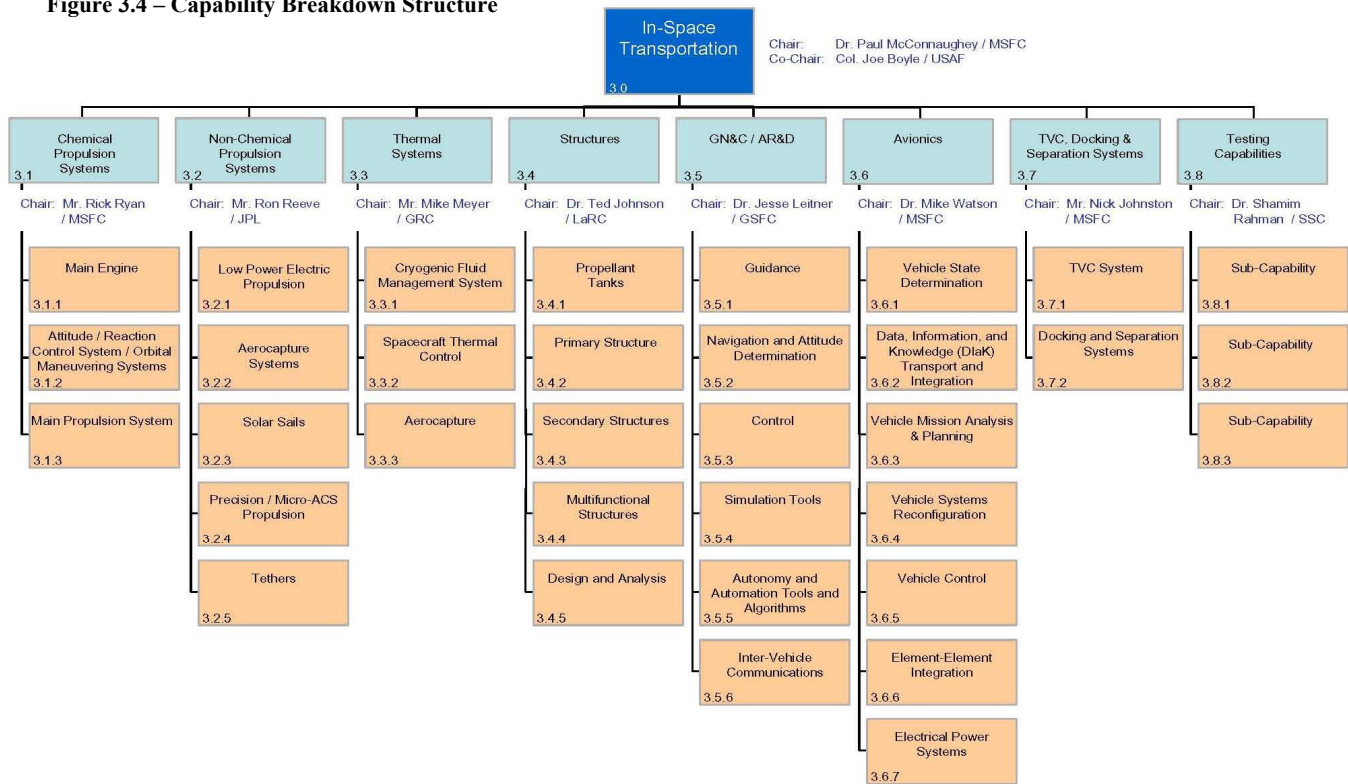 Figure 3.4 – Capability Breakdown Structure
In-Space
Transportation
3.0
Chair: Dr. Paul McConnaughey / MSFC
Co-Chair: Col. Joe Boyle / USAF
Chemical
Propulsion
Systems
3.1
Chair: Mr. Rick Ryan
/ MSFC
Main Engine
3.1.1
Attitude / Reaction
Control System / Orbital
Maneuvering Systems
3.1.2
Main Propulsion System
3.1.3
Non-Chemical
Propulsion
Systems
3.2
Chair: Mr. Ron Reeve
/ JPL
Low Power Electric
Propulsion
3.2.1
Aerocapture
Systems
3.2.2
Solar Sails
3.2.3
Precision / Micro-ACS
Propulsion
3.2.4
Tethers
3.2.5
Thermal
Systems
3.3
Chair: Mr. Mike Meyer
/ GRC
Cryogenic Fluid
Management System
3.3.1
Spacecraft Thermal
Control
3.3.2
Aerocapture
3.3.3
Structures
3.4
Chair: Dr. Ted Johnson
/ LaRC
Propellant
Tanks
3.4.1
Primary Structure
3.4.2
Secondary Structures
3.4.3
Multifunctional
Structures
3.4.4
Design and Analysis
3.4.5
GN&C / AR&D
3.5
Chair: Dr. Jesse Leitner
/ GSFC
Guidance
3.5.1
Navigation and Attitude
Determination
3.5.2
Control
3.5.3
Simulation Tools
3.5.4
Autonomy and
Automation Tools and
Algorithms
3.5.5
Inter-Vehicle
Communications
3.5.6
Avionics
3.6
Chair: Dr. Mike Watson
/ MSFC
Vehicle State
Determination
3.6.1
Data, Information, and
Knowledge (DIaK)
Transport and
Integration
3.6.2
Vehicle Mission Analysis
& Planning
3.6.3
Vehicle Systems
Reconfiguration
3.6.4
Vehicle Control
3.6.5
Element-Element
Integration
3.6.6
Electrical Power
Systems
3.6.7
TVC, Docking &
Separation Systems
3.7
Chair: Mr. Nick Johnston
/ MSFC
TVC System
3.7.1
Docking and Separation
Systems
3.7.2
Testing
Capabilities
3.8
Chair: Dr. Shamim
Rahman / SSC
Sub-Capability
3.8.1
Sub-Capability
3.8.2
Sub-Capability
3.8.3